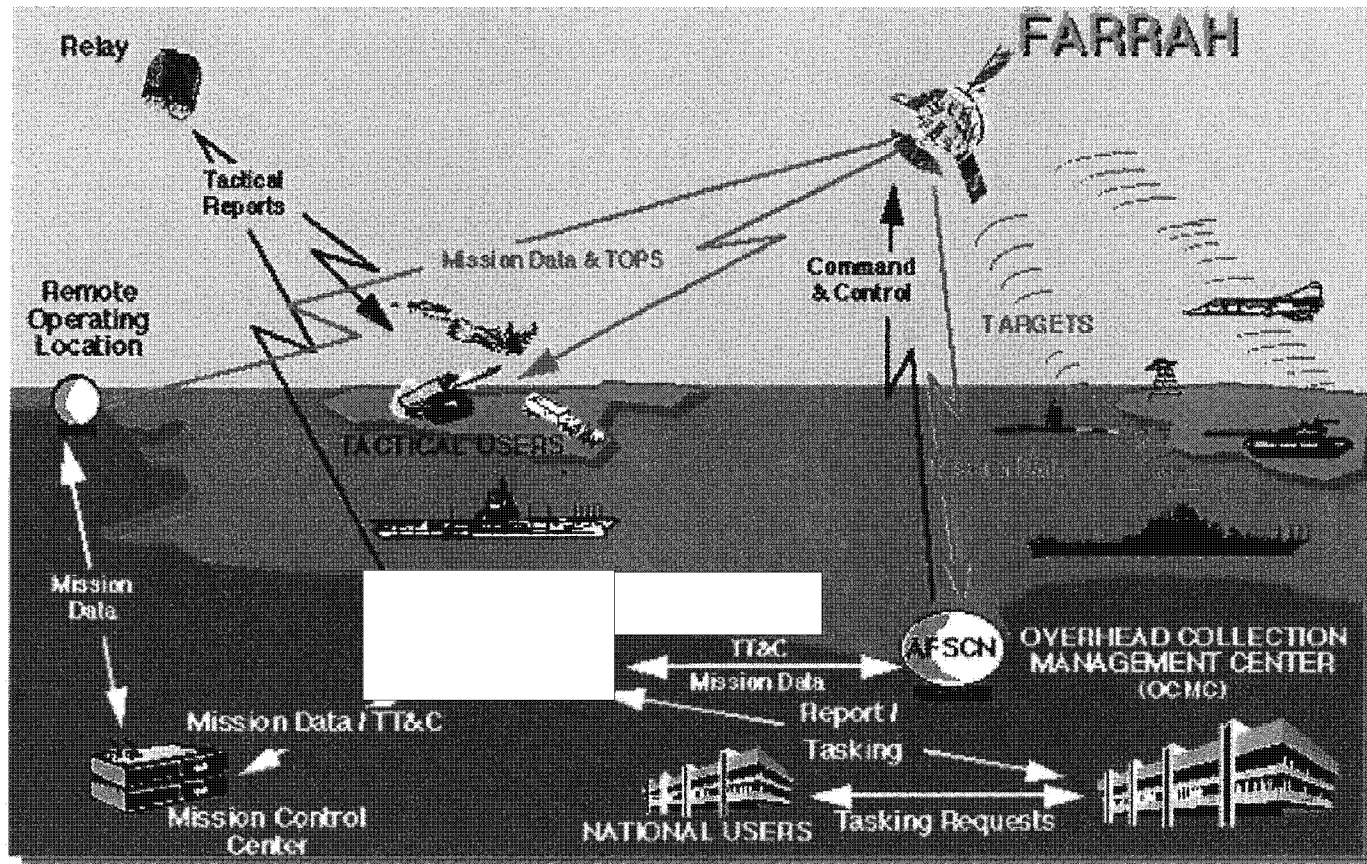 FARRAH
Relay
Tactical
Reports
Mission Data & TOPS
Command
& Control
Remote
Operating
Location
TARGETS
TACTICAL USERS
Mission
Data
TT&C
Mission Data
AFSCN
OVERHEAD COLLECTION
MANAGEMENT CENTER
(OCMC)
Mission Data / TT&C
Report /
Tasking
Mission Control
Center
NATIONAL USERS
Tasking Requests